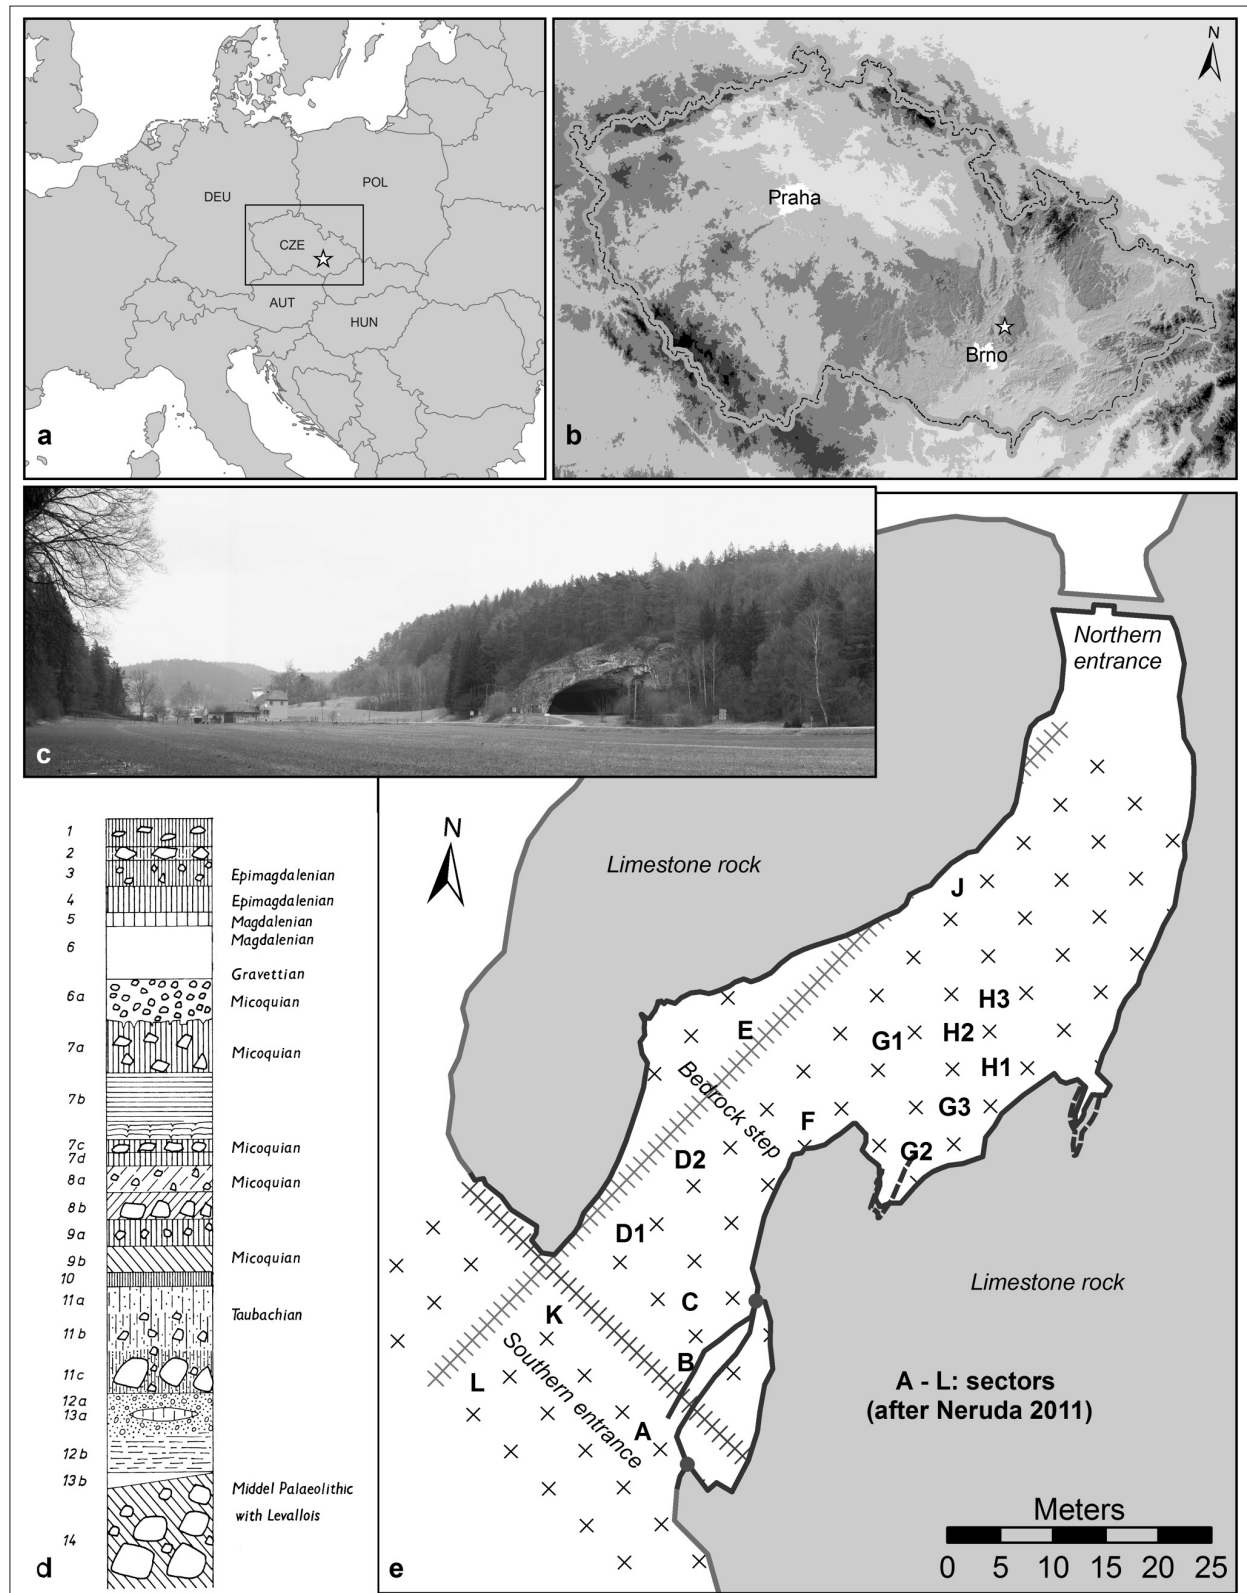 DEU
POL
CZE
AUT
HUN
a
N
Praha
Brno
b
c
Northern
entrance
N
Limestone rock
J
H3
E
G1
H2
H1
Bedrock step
G3
F
G2
D2
D1
Limestone rock
C
K
B
Southern entrance
L
A
A - L: sectors
(after Neruda 2011)
Meters
0 5 10 15 20 25
e
1
2
3 Epimagdalenian
4 Epimagdalenian
5 Magdalenian
6 Magdalenian
Gravettian
6a Micoquian
7a Micoquian
7b
7c Micoquian
7d
8a Micoquian
8b
9a
9b Micoquian
10
11a Taubachian
11b
11c
12a
13a
12b
13b Middel Palaeolithic
with Levallois
14
d